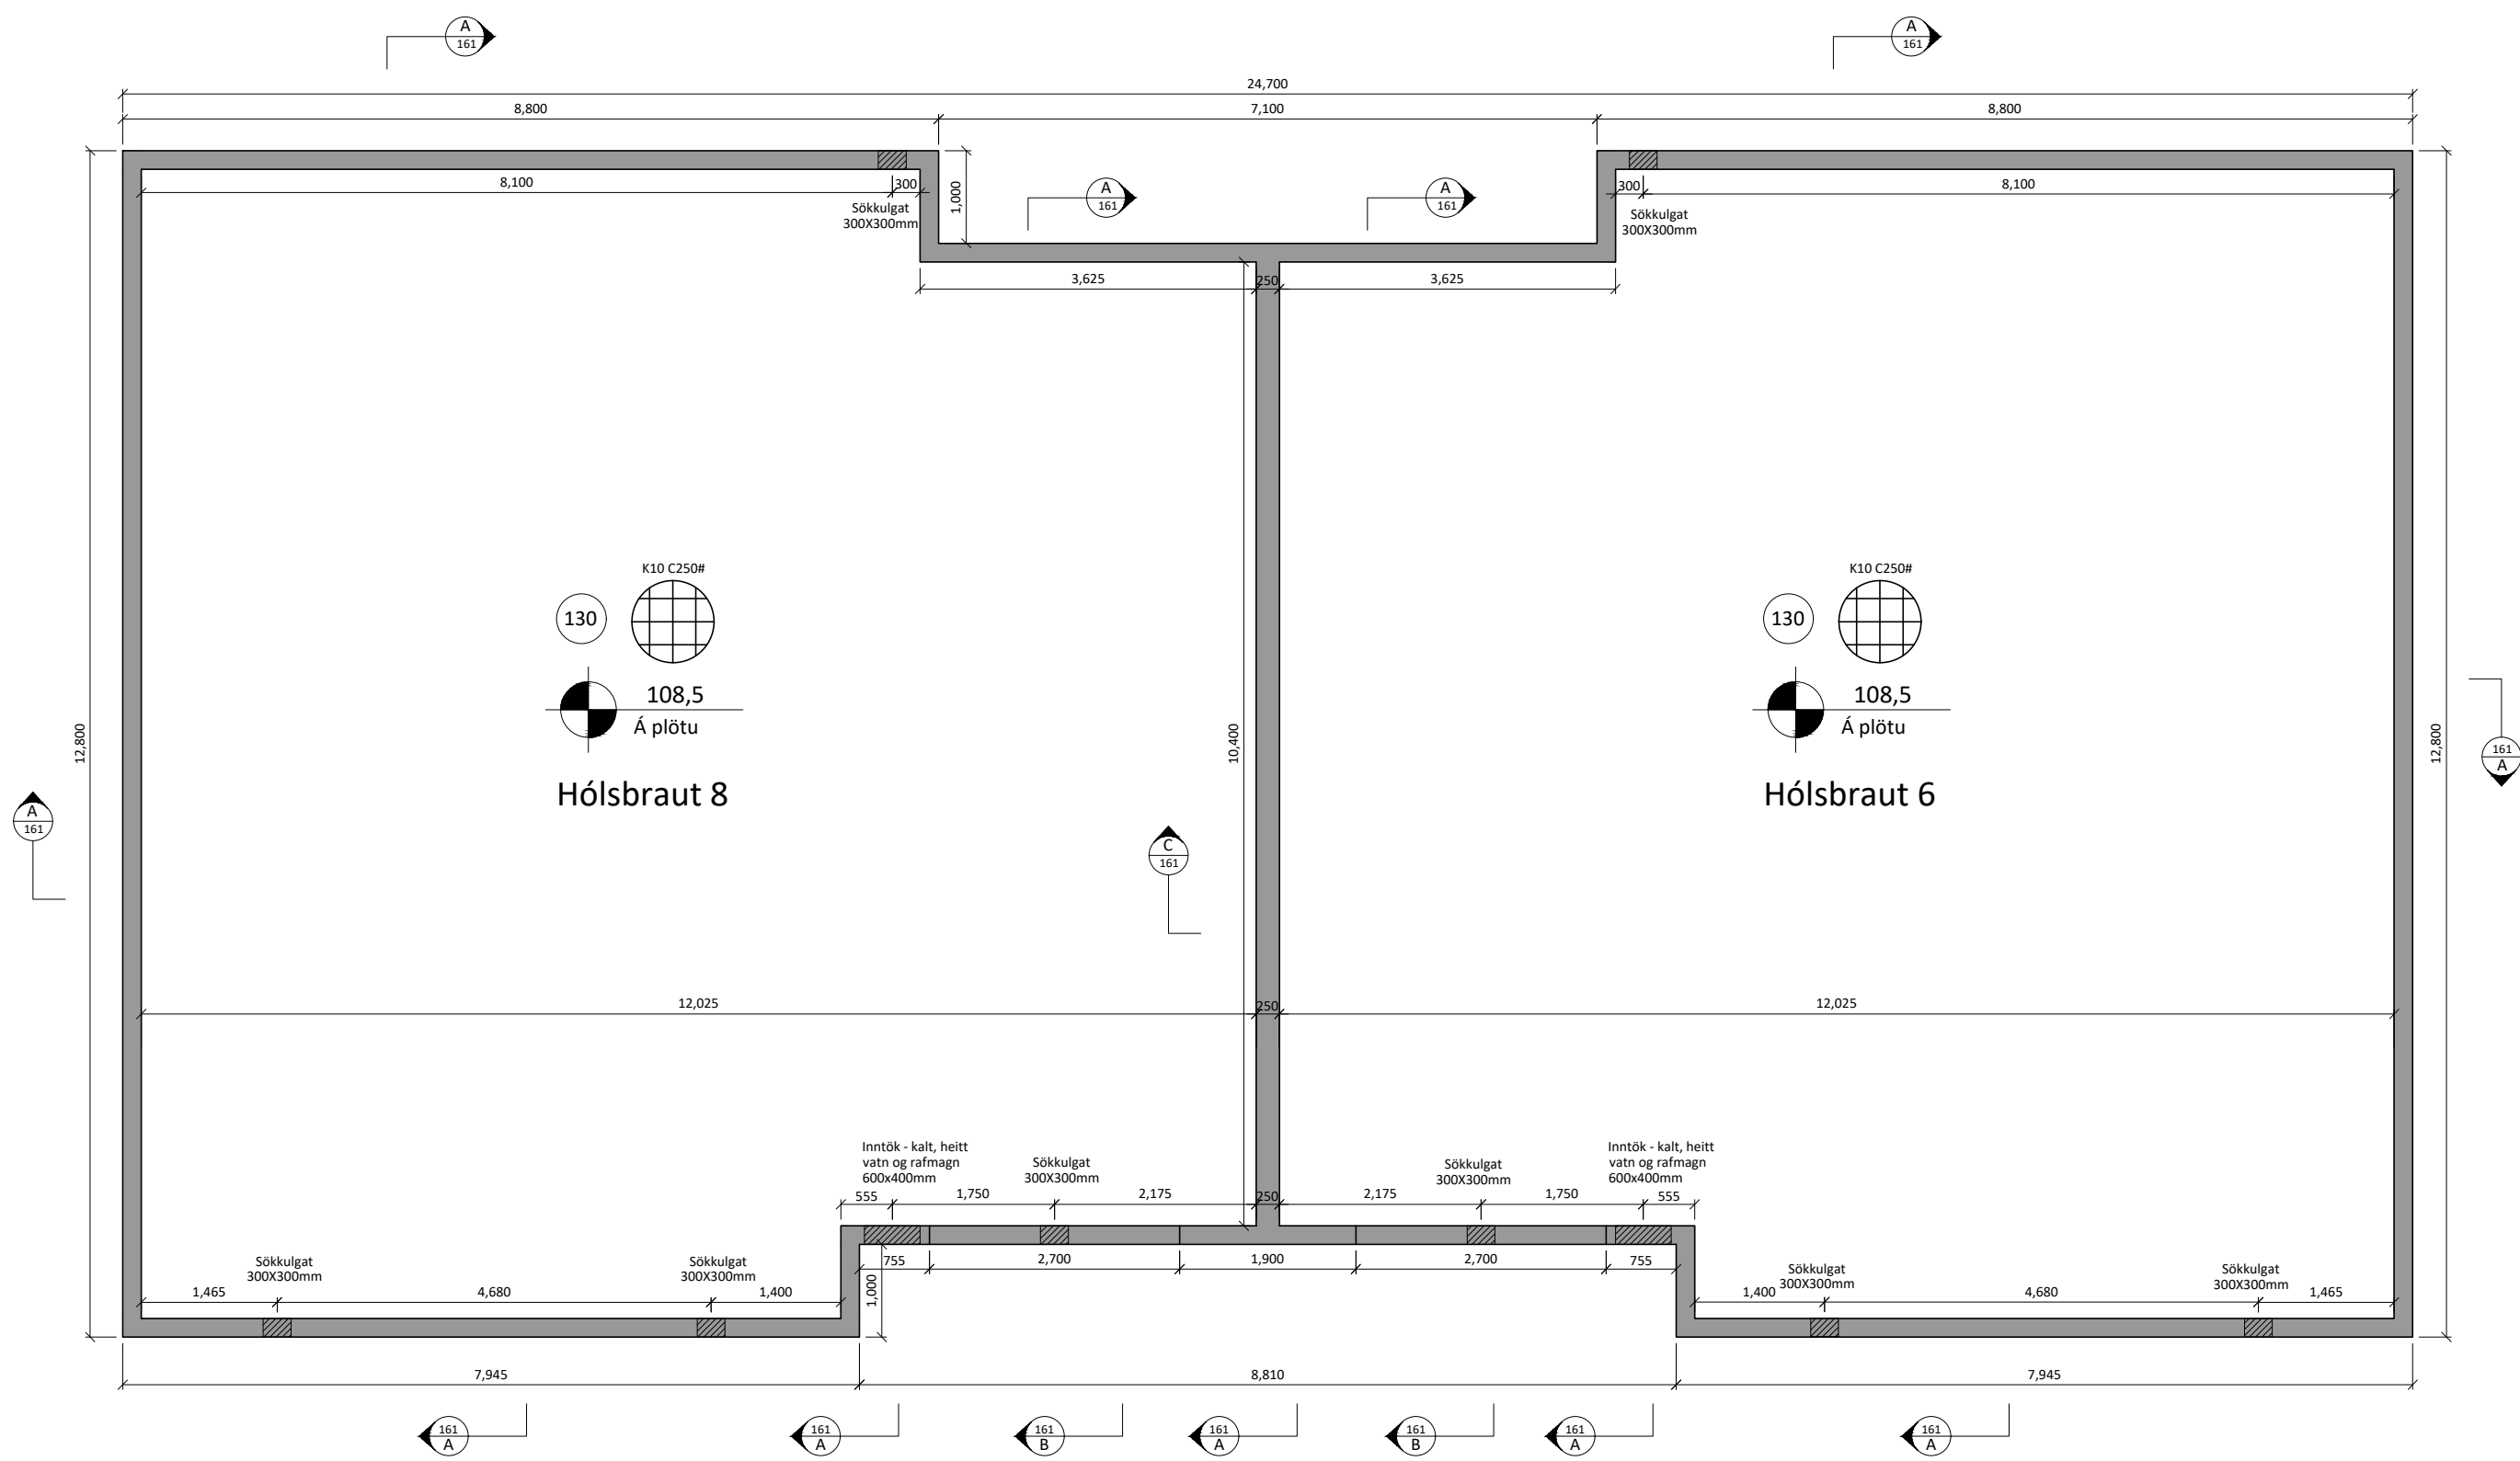 A
161
A
161
24,700
8,800
7,100
8,800
8,100
300
Sökkulgat
300X300mm
1,000
A
161
A
161
300
8,100
Sökkulgat
300X300mm
3,625
250
3,625
K10 C250#
130
108,5
Á plötu
Hólsbraut 8
K10 C250#
130
108,5
Á plötu
Hólsbraut 6
12,800
10,400
12,800
A
161
C
161
161
A
12,025
250
12,025
Inntök - kalt, heitt
vatn og rafmagn
600x400mm
Sökkulgat
300X300mm
Sökkulgat
300X300mm
Inntök - kalt, heitt
vatn og rafmagn
600x400mm
555
1,750
2,175
250
2,175
1,750
555
755
2,700
1,900
2,700
755
Sökkulgat
300X300mm
Sökkulgat
300X300mm
Sökkulgat
300X300mm
Sökkulgat
300X300mm
1,465
4,680
1,400
1,000
1,400
4,680
1,465
7,945
8,810
7,945
161
A
161
A
161
B
161
A
161
B
161
A
161
A